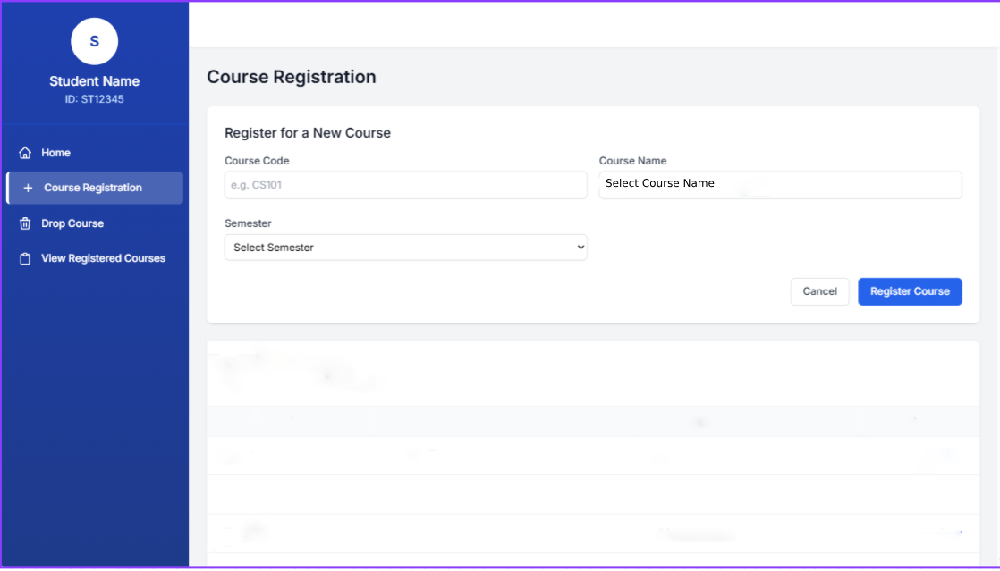 S
Student Name
ID: ST12345
Home
Course Registration
Drop Course
View Registered Courses
Course Registration
Register for a New Course
Course Code
Course Name
e.g. CS101
Select Course Name
Semester
Select Semester
Cancel
Register Course